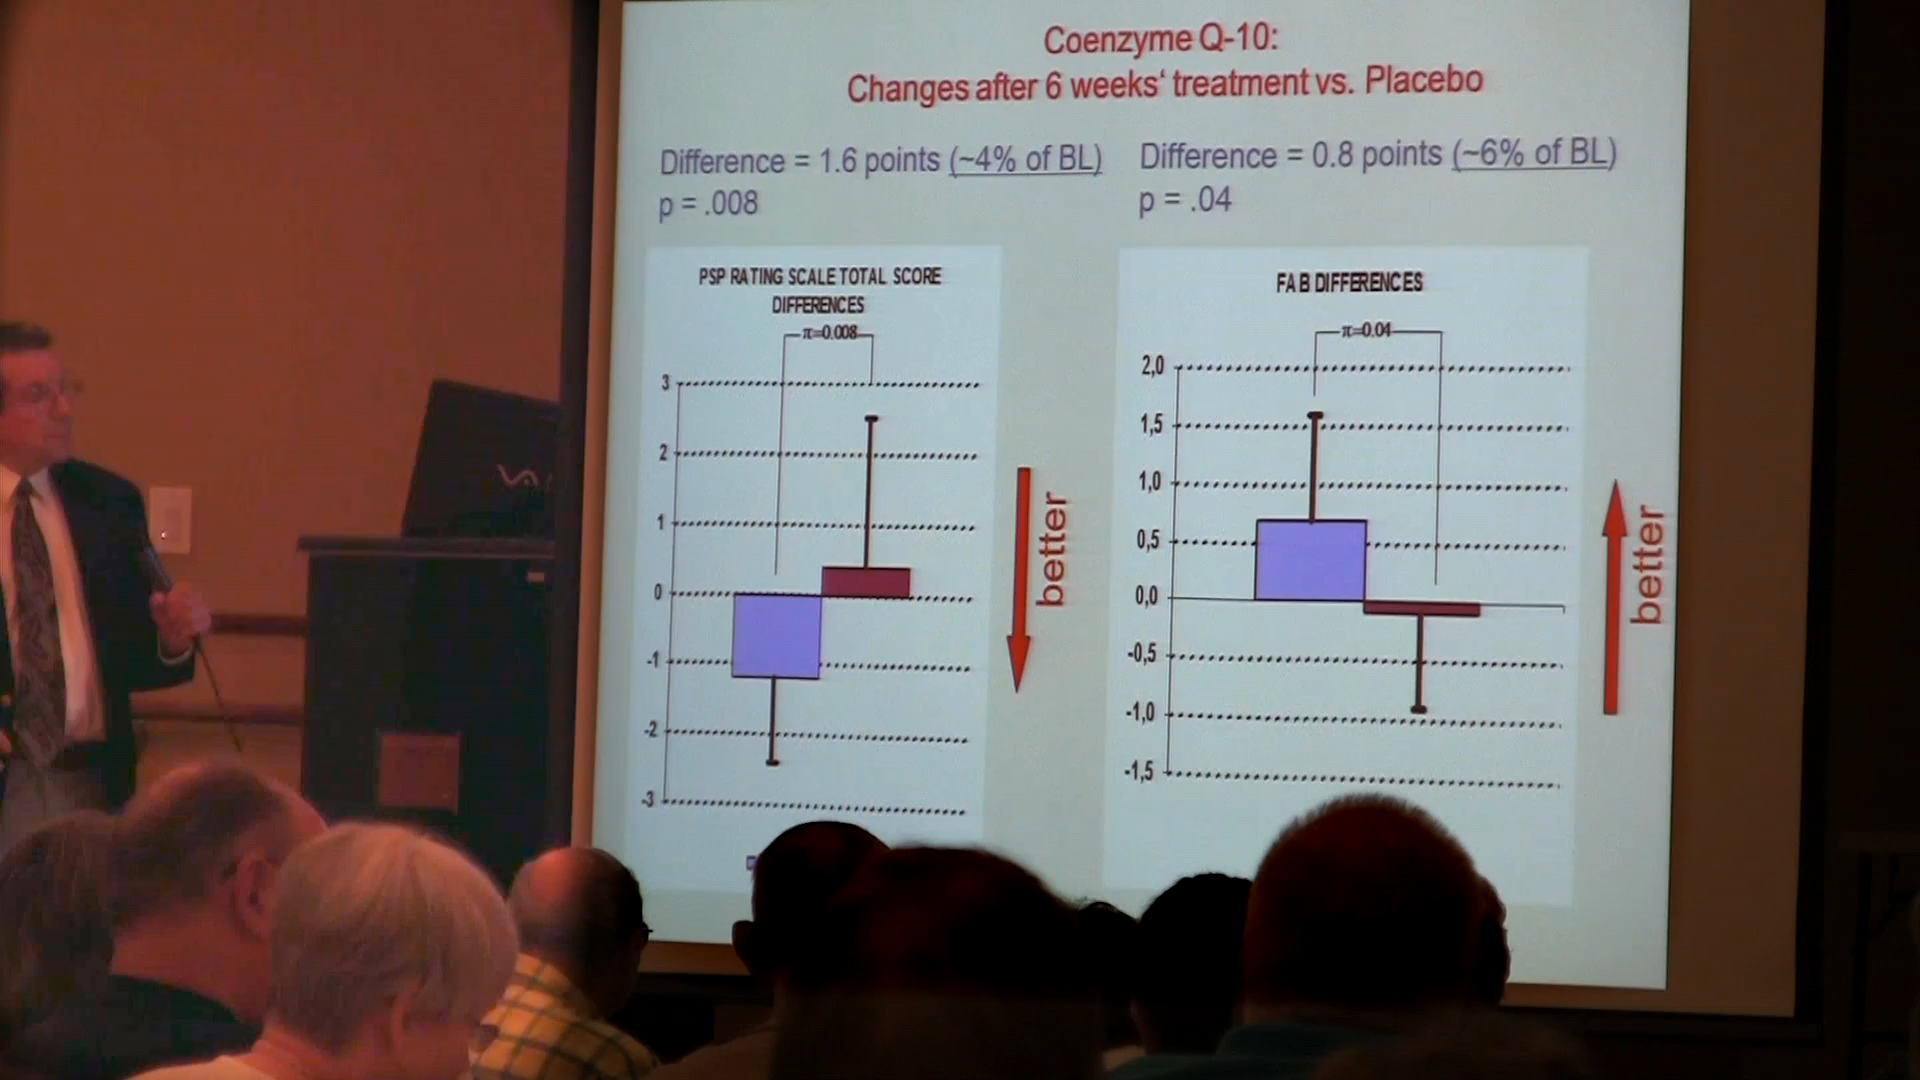 Coenzyme Q-10:
Changes after 6 weeks‘ treatment vs. Placebo
Difference = 1.6 points (~4% of BL)
p = .008
Difference = 0.8 points (~6% of BL)
p = .04
PSP RATING SCALE TOTAL SCORE
DIFFERENCES
π=0.008
3
2
1
0
-1
-2
-3
better
FAB DIFFERENCES
π=0.04
2,0
1,5
1,0
0,5
0,0
-0,5
-1,0
-1,5
better